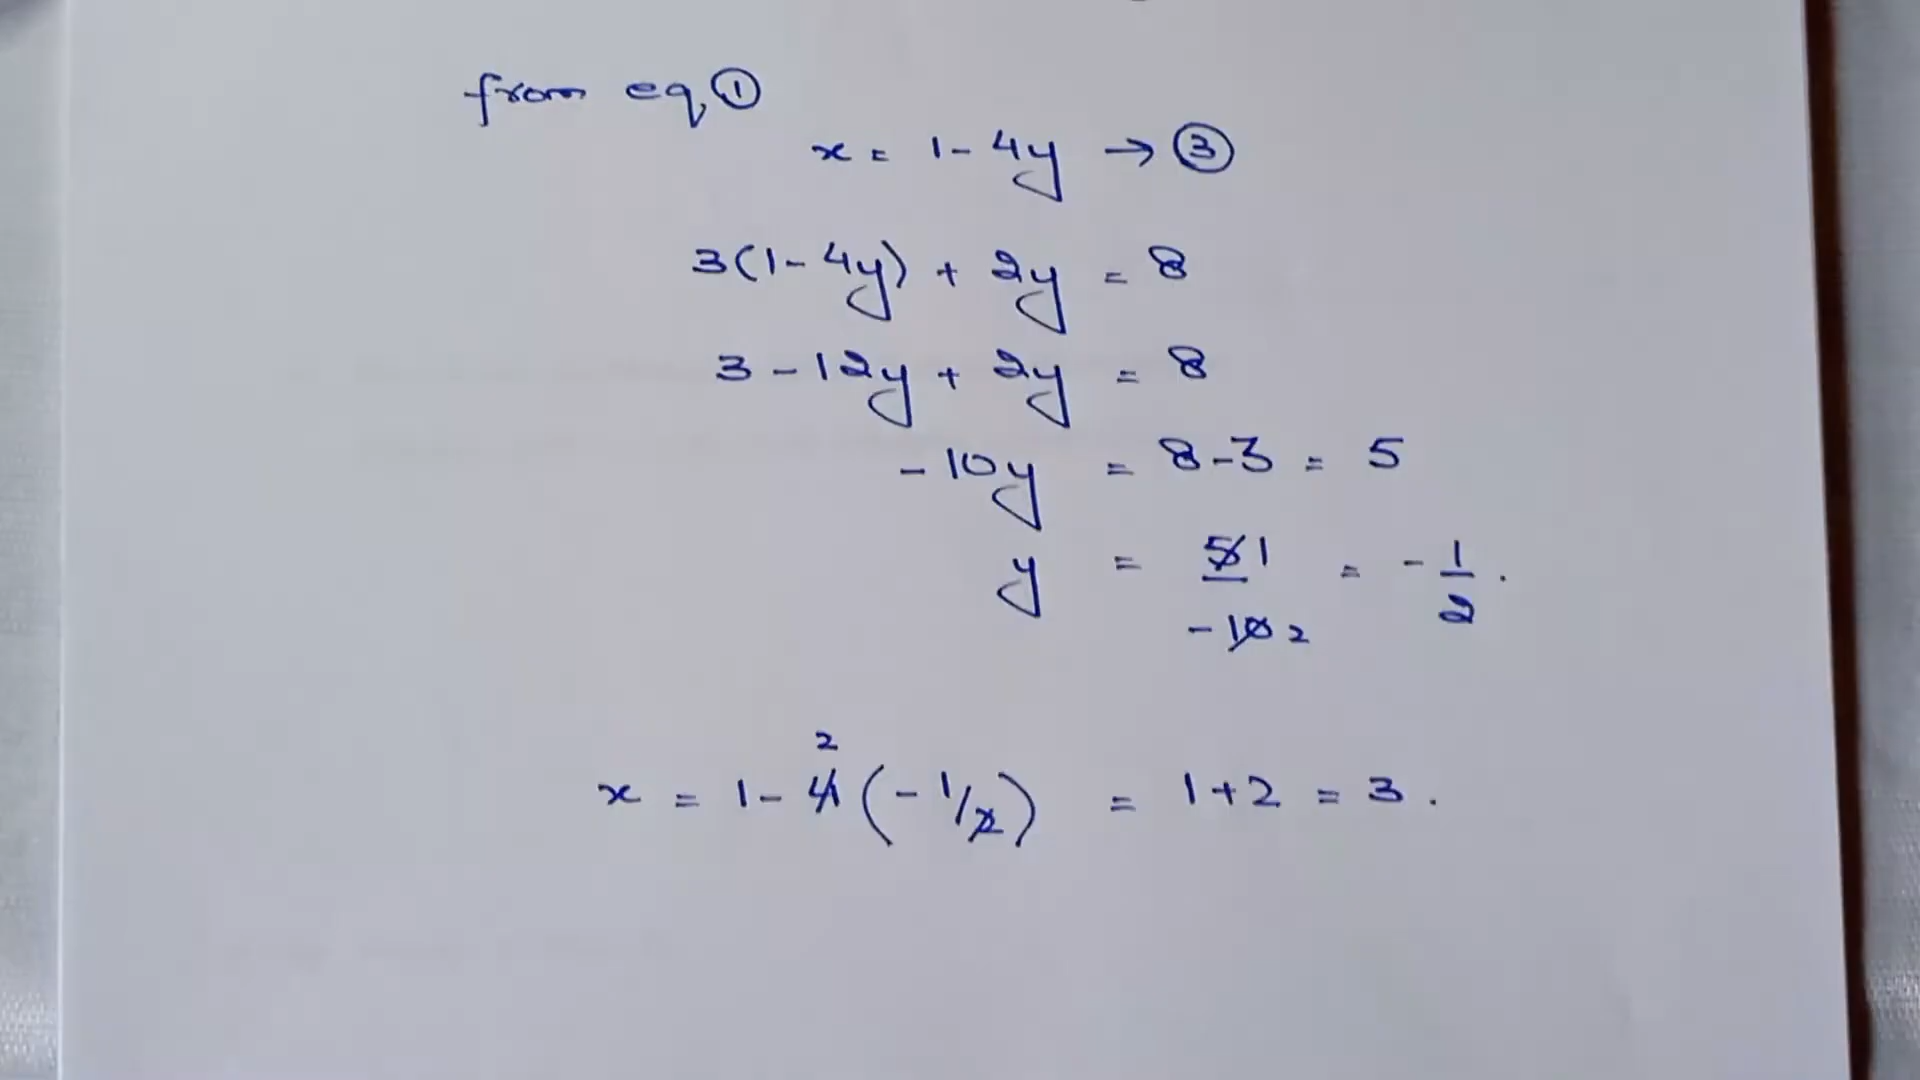 from eq ①
x = 1 - 4y → ③
3(1 - 4y) + 2y = 8
3 - 12y + 2y = 8
-10y = 8 - 3 = 5
y = 5 1 / -10 2 = - 1/2 .
2
x = 1 - 4 (- 1/2) = 1 + 2 = 3 .